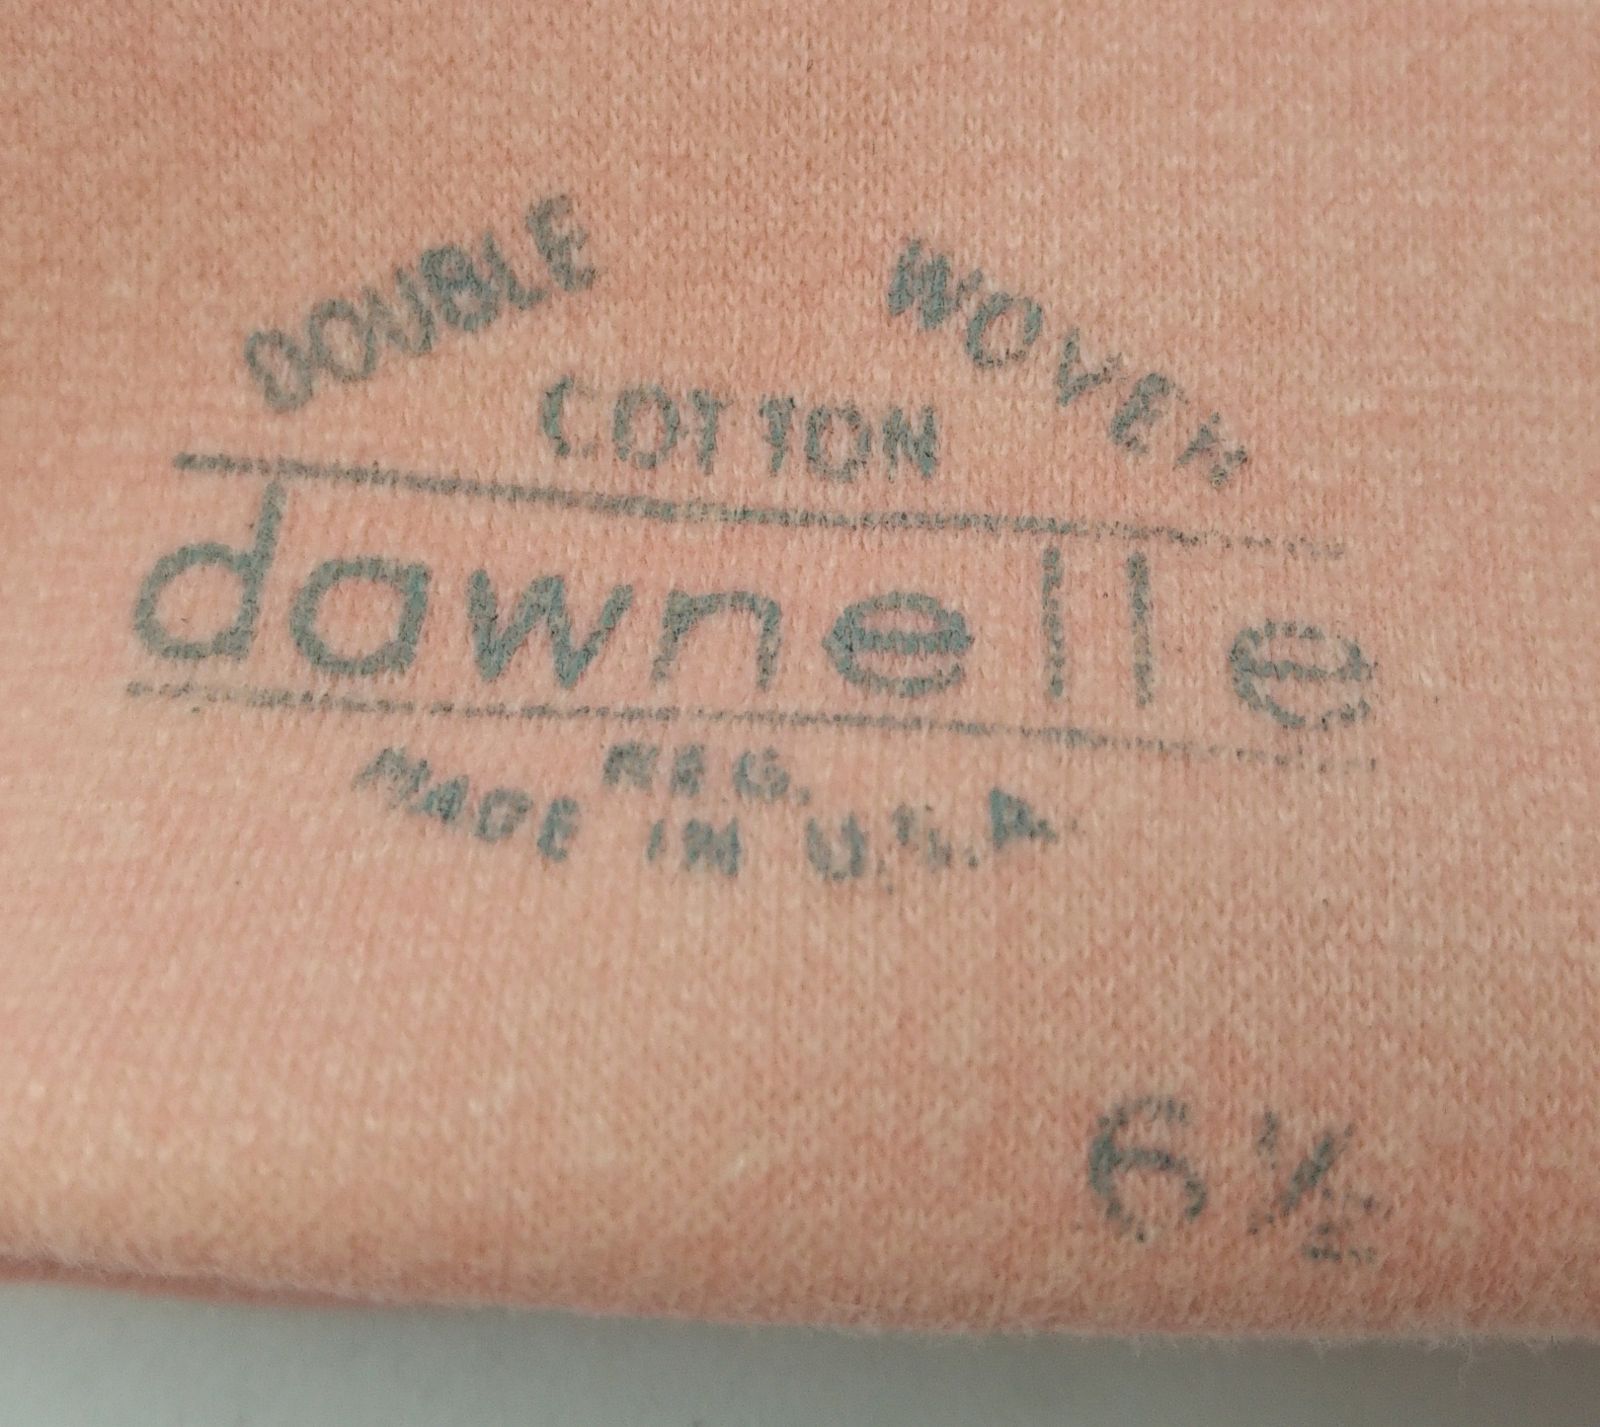 DOUBLE WOVEN
COTTON
dawnelle
REG.
MADE IN U.S.A.
6½